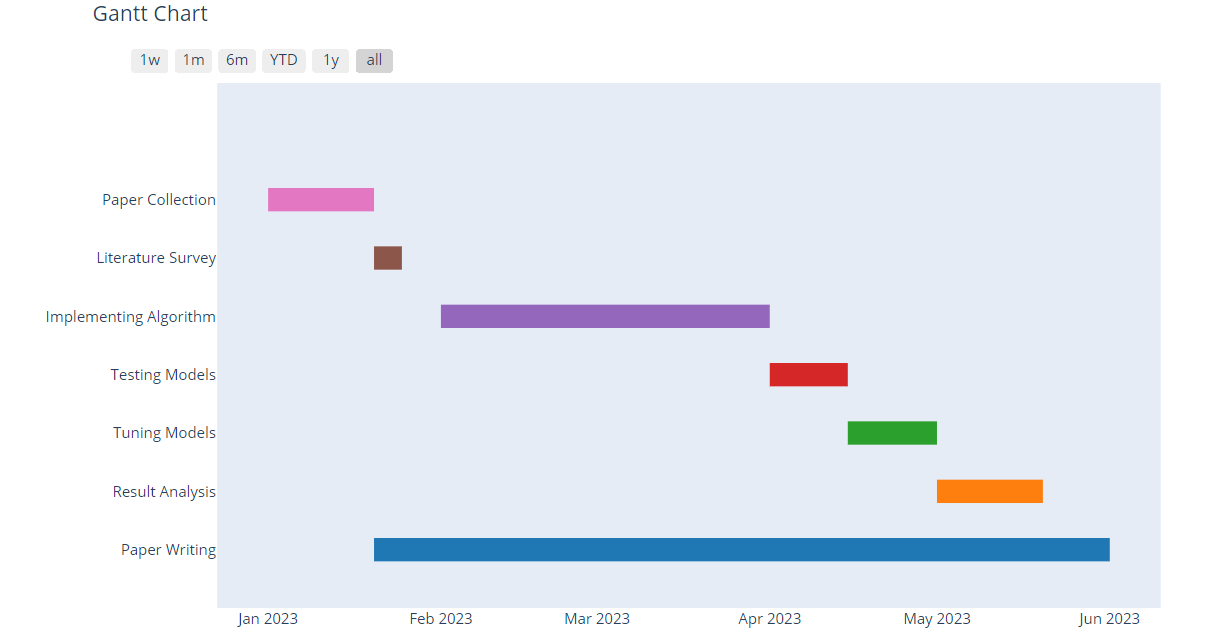 Gantt Chart
1w 1m 6m YTD 1y all
Paper Collection
Literature Survey
Implementing Algorithm
Testing Models
Tuning Models
Result Analysis
Paper Writing
Jan 2023 Feb 2023 Mar 2023 Apr 2023 May 2023 Jun 2023